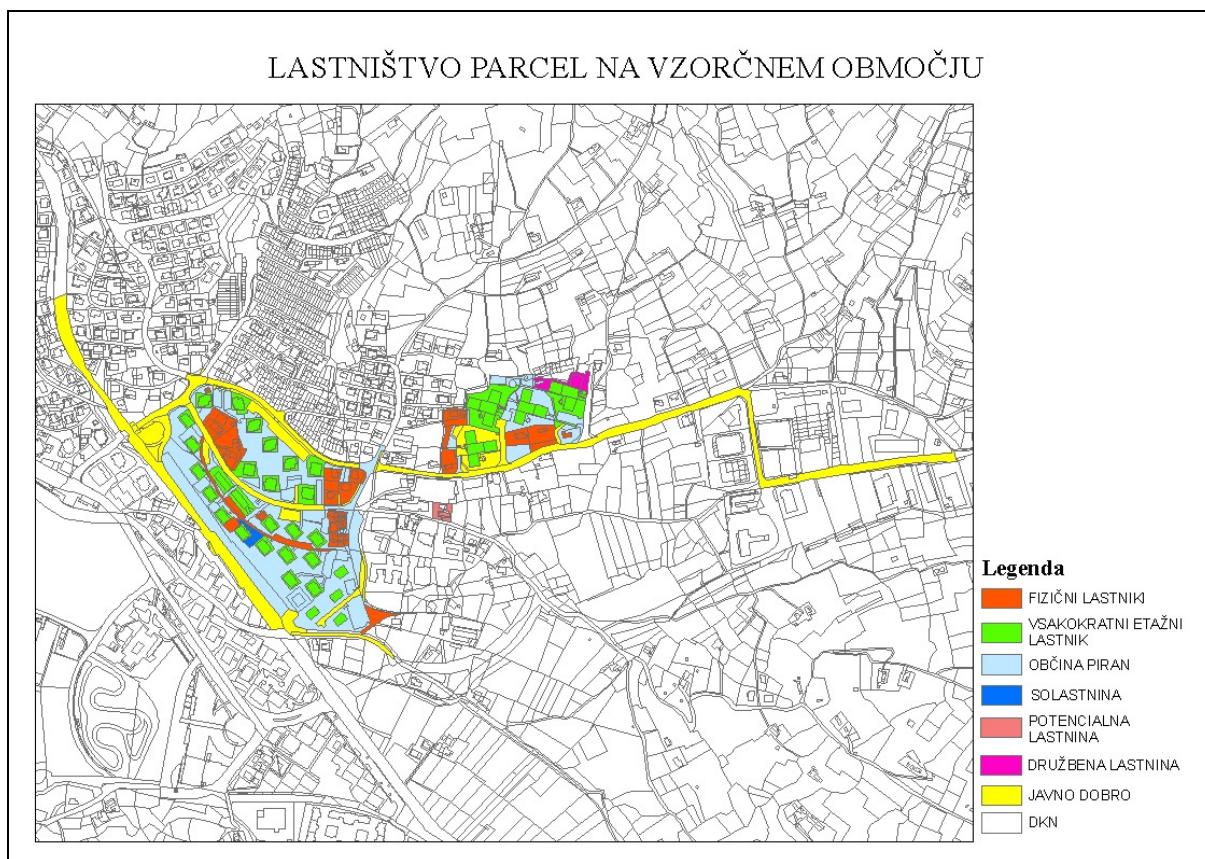 LASTNIŠTVO PARCEL NA VZORČNEM OBMOČJU
Legenda
FIZIČNI LASTNIKI
VSAKOKRATNI ETAŽNI
LASTNIK
OBČINA PIRAN
SOLASTNINA
POTENCIALNA
LASTNINA
DRUŽBENA LASTNINA
JAVNO DOBRO
DKN